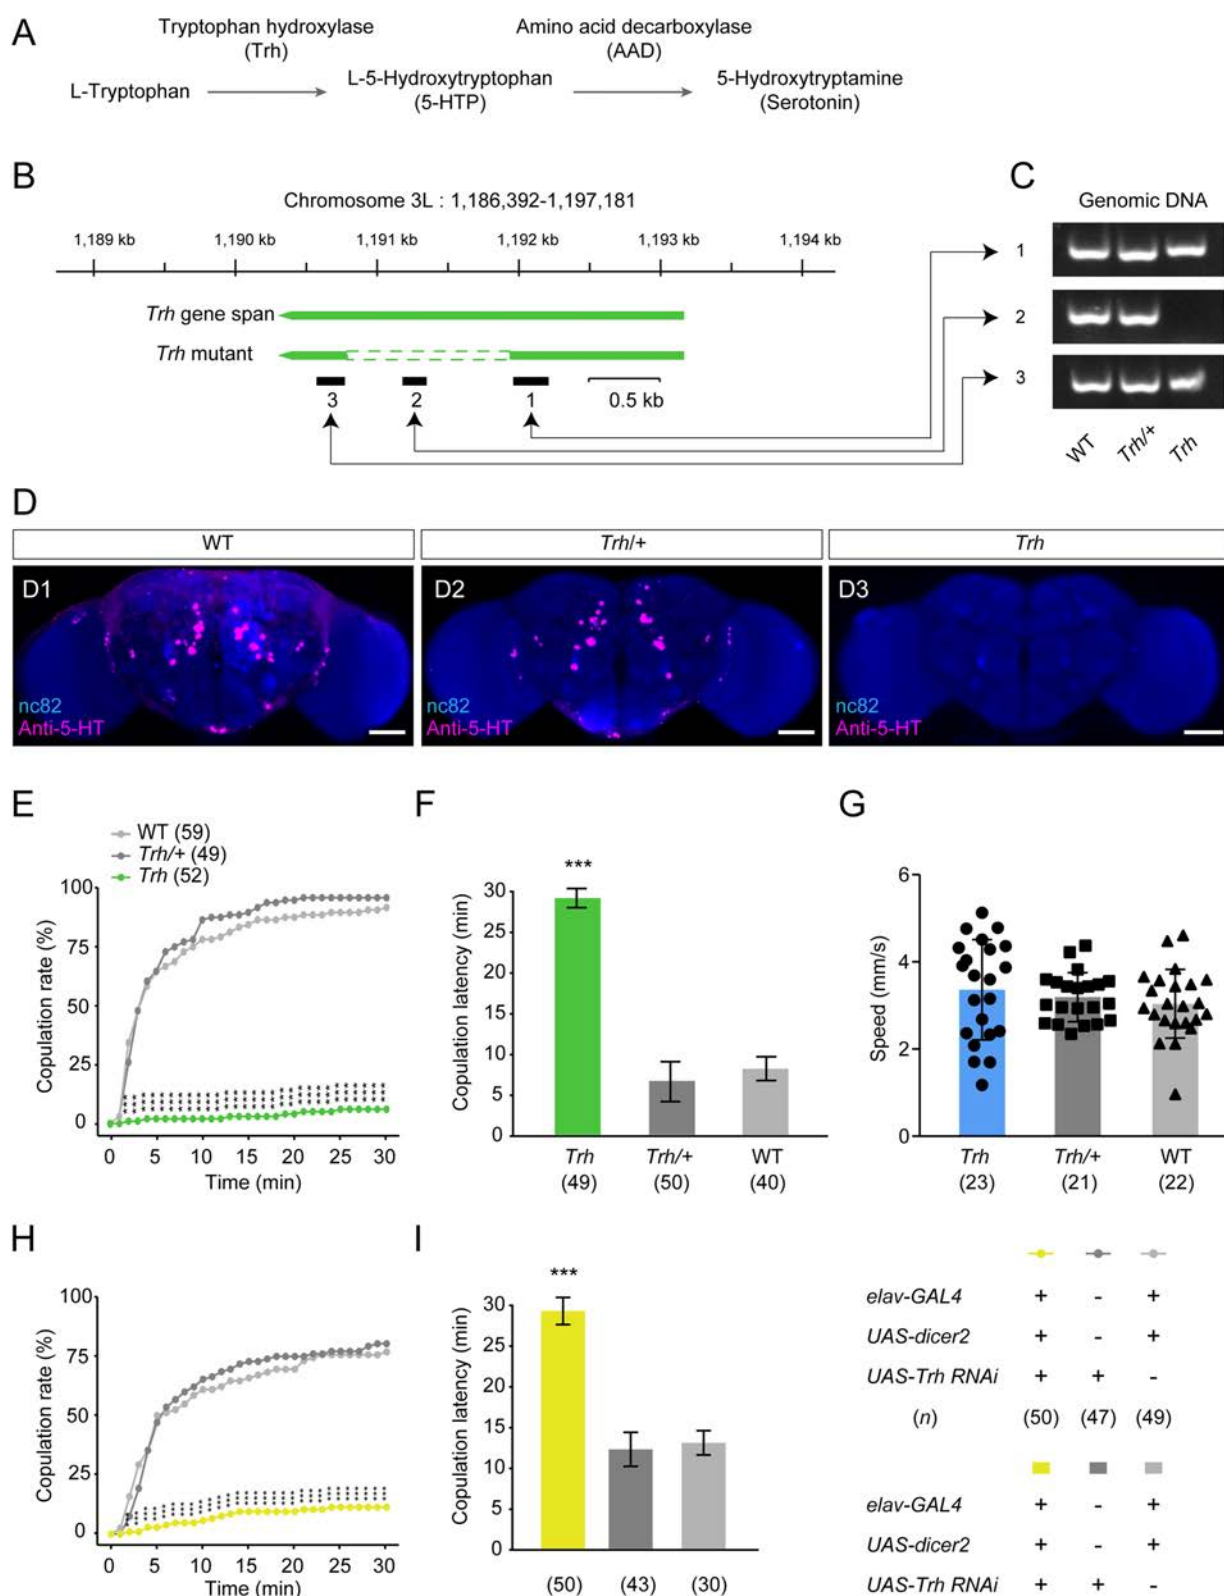 A
Tryptophan hydroxylase
(Trh)
Amino acid decarboxylase
(AAD)
L-Tryptophan
L-5-Hydroxytryptophan
(5-HTP)
5-Hydroxytryptamine
(Serotonin)
B
Chromosome 3L : 1,186,392-1,197,181
1,189 kb 1,190 kb 1,191 kb 1,192 kb 1,193 kb 1,194 kb
Trh gene span
Trh mutant
3 2 1 0.5 kb
C
Genomic DNA
1
2
3
WT Trh/+ Trh
D
WT Trh/+ Trh
D1 D2 D3
nc82 nc82 nc82
Anti-5-HT Anti-5-HT Anti-5-HT
E
WT (59)
Trh/+ (49)
Trh (52)
Copulation rate (%)
100
75
50
25
0
0 5 10 15 20 25 30
Time (min)
F
***
Copulation latency (min)
30
25
20
15
10
5
0
Trh Trh/+ WT
(49) (50) (40)
G
Speed (mm/s)
6
4
2
0
Trh Trh/+ WT
(23) (21) (22)
H
Copulation rate (%)
100
75
50
25
0
0 5 10 15 20 25 30
Time (min)
I
***
Copulation latency (min)
30
25
20
15
10
5
0
(50) (43) (30)
elav-GAL4 + - +
UAS-dicer2 + - +
UAS-Trh RNAi + + -
(n) (50) (47) (49)
elav-GAL4 + - +
UAS-dicer2 + - +
UAS-Trh RNAi + + -